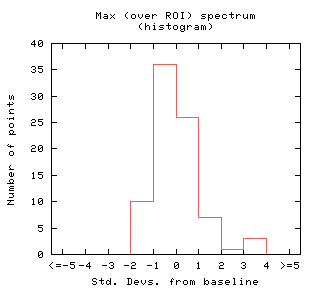 Max (over ROI) spectrum
(histogram)
40
35
30
25
20
15
10
5
0
Number of points
<=-5 -4 -3 -2 -1 0 1 2 3 4 >=5
Std. Devs. from baseline